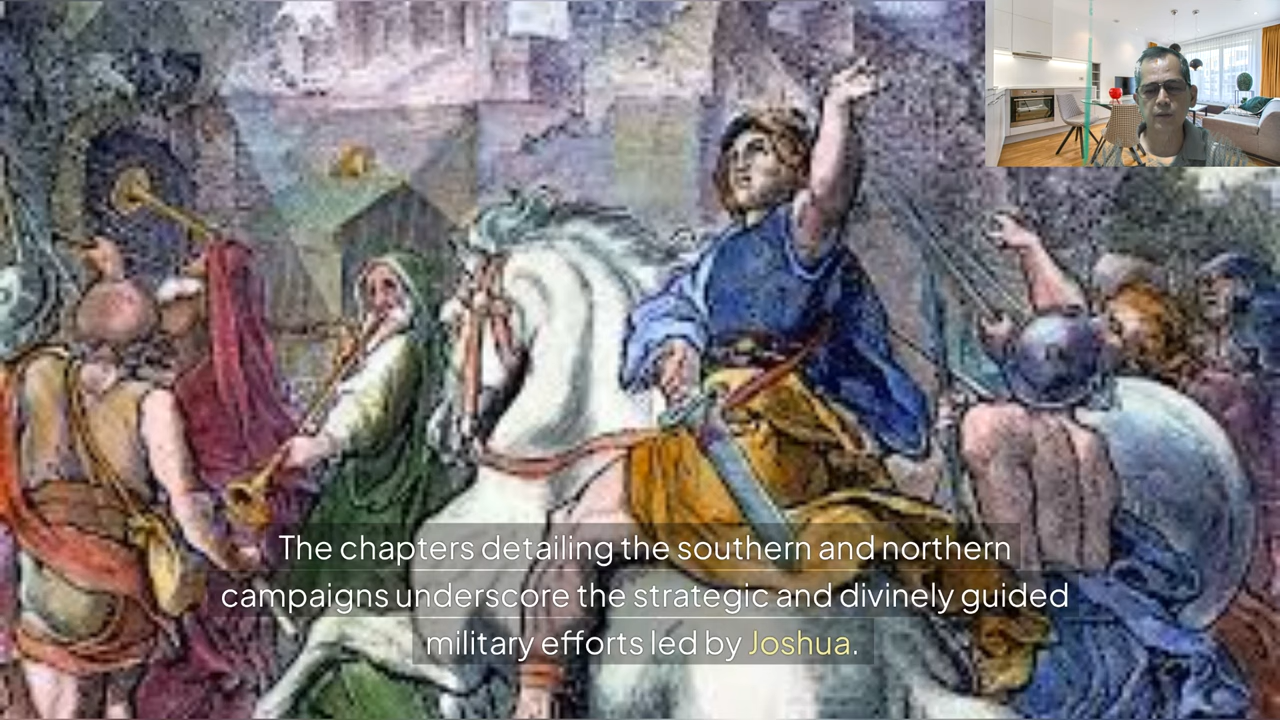 The chapters detailing the southern and northern
campaigns underscore the strategic and divinely guided
military efforts led by Joshua.